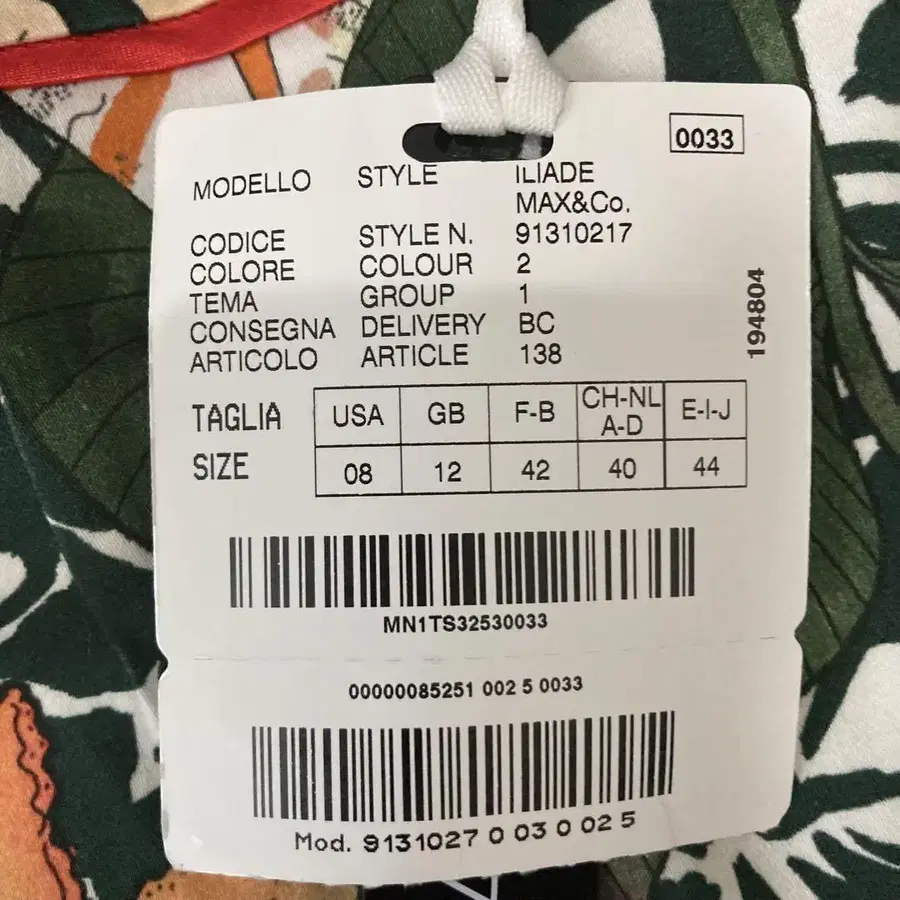 0033
MODELLO STYLE ILIADE
MAX&Co.
CODICE STYLE N. 91310217
COLORE COLOUR 2
TEMA GROUP 1
CONSEGNA DELIVERY BC
ARTICOLO ARTICLE 138
194804
TAGLIA USA GB F-B CH-NL A-D E-I-J
SIZE 08 12 42 40 44
MN1TS32530033
00000085251 002 5 0033
Mod. 9131027 0 03 0 02 5